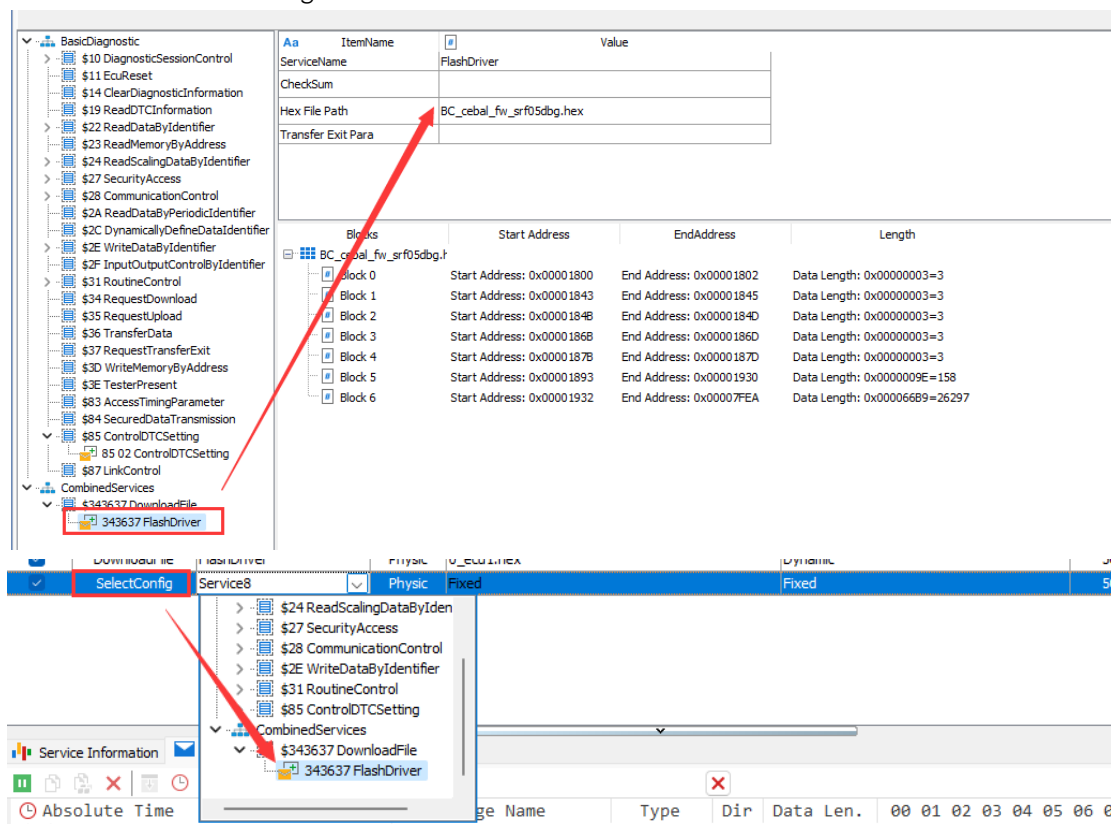 BasicDiagnostic
$10 DiagnosticSessionControl
$11 EcuReset
$14 ClearDiagnosticInformation
$19 ReadDTCInformation
$22 ReadDataByIdentifier
$23 ReadMemoryByAddress
$24 ReadScalingDataByIdentifier
$27 SecurityAccess
$28 CommunicationControl
$2A ReadDataByPeriodicIdentifier
$2C DynamicallyDefineDataIdentifier
$2E WriteDataByIdentifier
$2F InputOutputControlByIdentifier
$31 RoutineControl
$34 RequestDownload
$35 RequestUpload
$36 TransferData
$37 RequestTransferExit
$3D WriteMemoryByAddress
$3E TesterPresent
$83 AccessTimingParameter
$84 SecuredDataTransmission
$85 ControlDTCSetting
85 02 ControlDTCSetting
$87 LinkControl
CombinedServices
$343637 DownloadFile
343637 FlashDriver
Aa ItemName # Value
ServiceName FlashDriver
CheckSum
Hex File Path BC_cebal_fw_srf05dbg.hex
Transfer Exit Para
Blocks Start Address EndAddress Length
BC_cebal_fw_srf05dbg.h
Block 0 Start Address: 0x00001800 End Address: 0x00001802 Data Length: 0x00000003=3
Block 1 Start Address: 0x00001843 End Address: 0x00001845 Data Length: 0x00000003=3
Block 2 Start Address: 0x0000184B End Address: 0x0000184D Data Length: 0x00000003=3
Block 3 Start Address: 0x0000186B End Address: 0x0000186D Data Length: 0x00000003=3
Block 4 Start Address: 0x0000187B End Address: 0x0000187D Data Length: 0x00000003=3
Block 5 Start Address: 0x00001893 End Address: 0x00001930 Data Length: 0x0000009E=158
Block 6 Start Address: 0x00001932 End Address: 0x00007FEA Data Length: 0x000066B9=26297
DownloadFile FlashDriver Physic 0_ecu1.hex Dynamic
SelectConfig Service8 Physic Fixed Fixed 50
$24 ReadScalingDataByIden
$27 SecurityAccess
$28 CommunicationControl
$2E WriteDataByIdentifier
$31 RoutineControl
$85 ControlDTCSetting
CombinedServices
$343637 DownloadFile
343637 FlashDriver
Service Information
Absolute Time ge Name Type Dir Data Len. 00 01 02 03 04 05 06